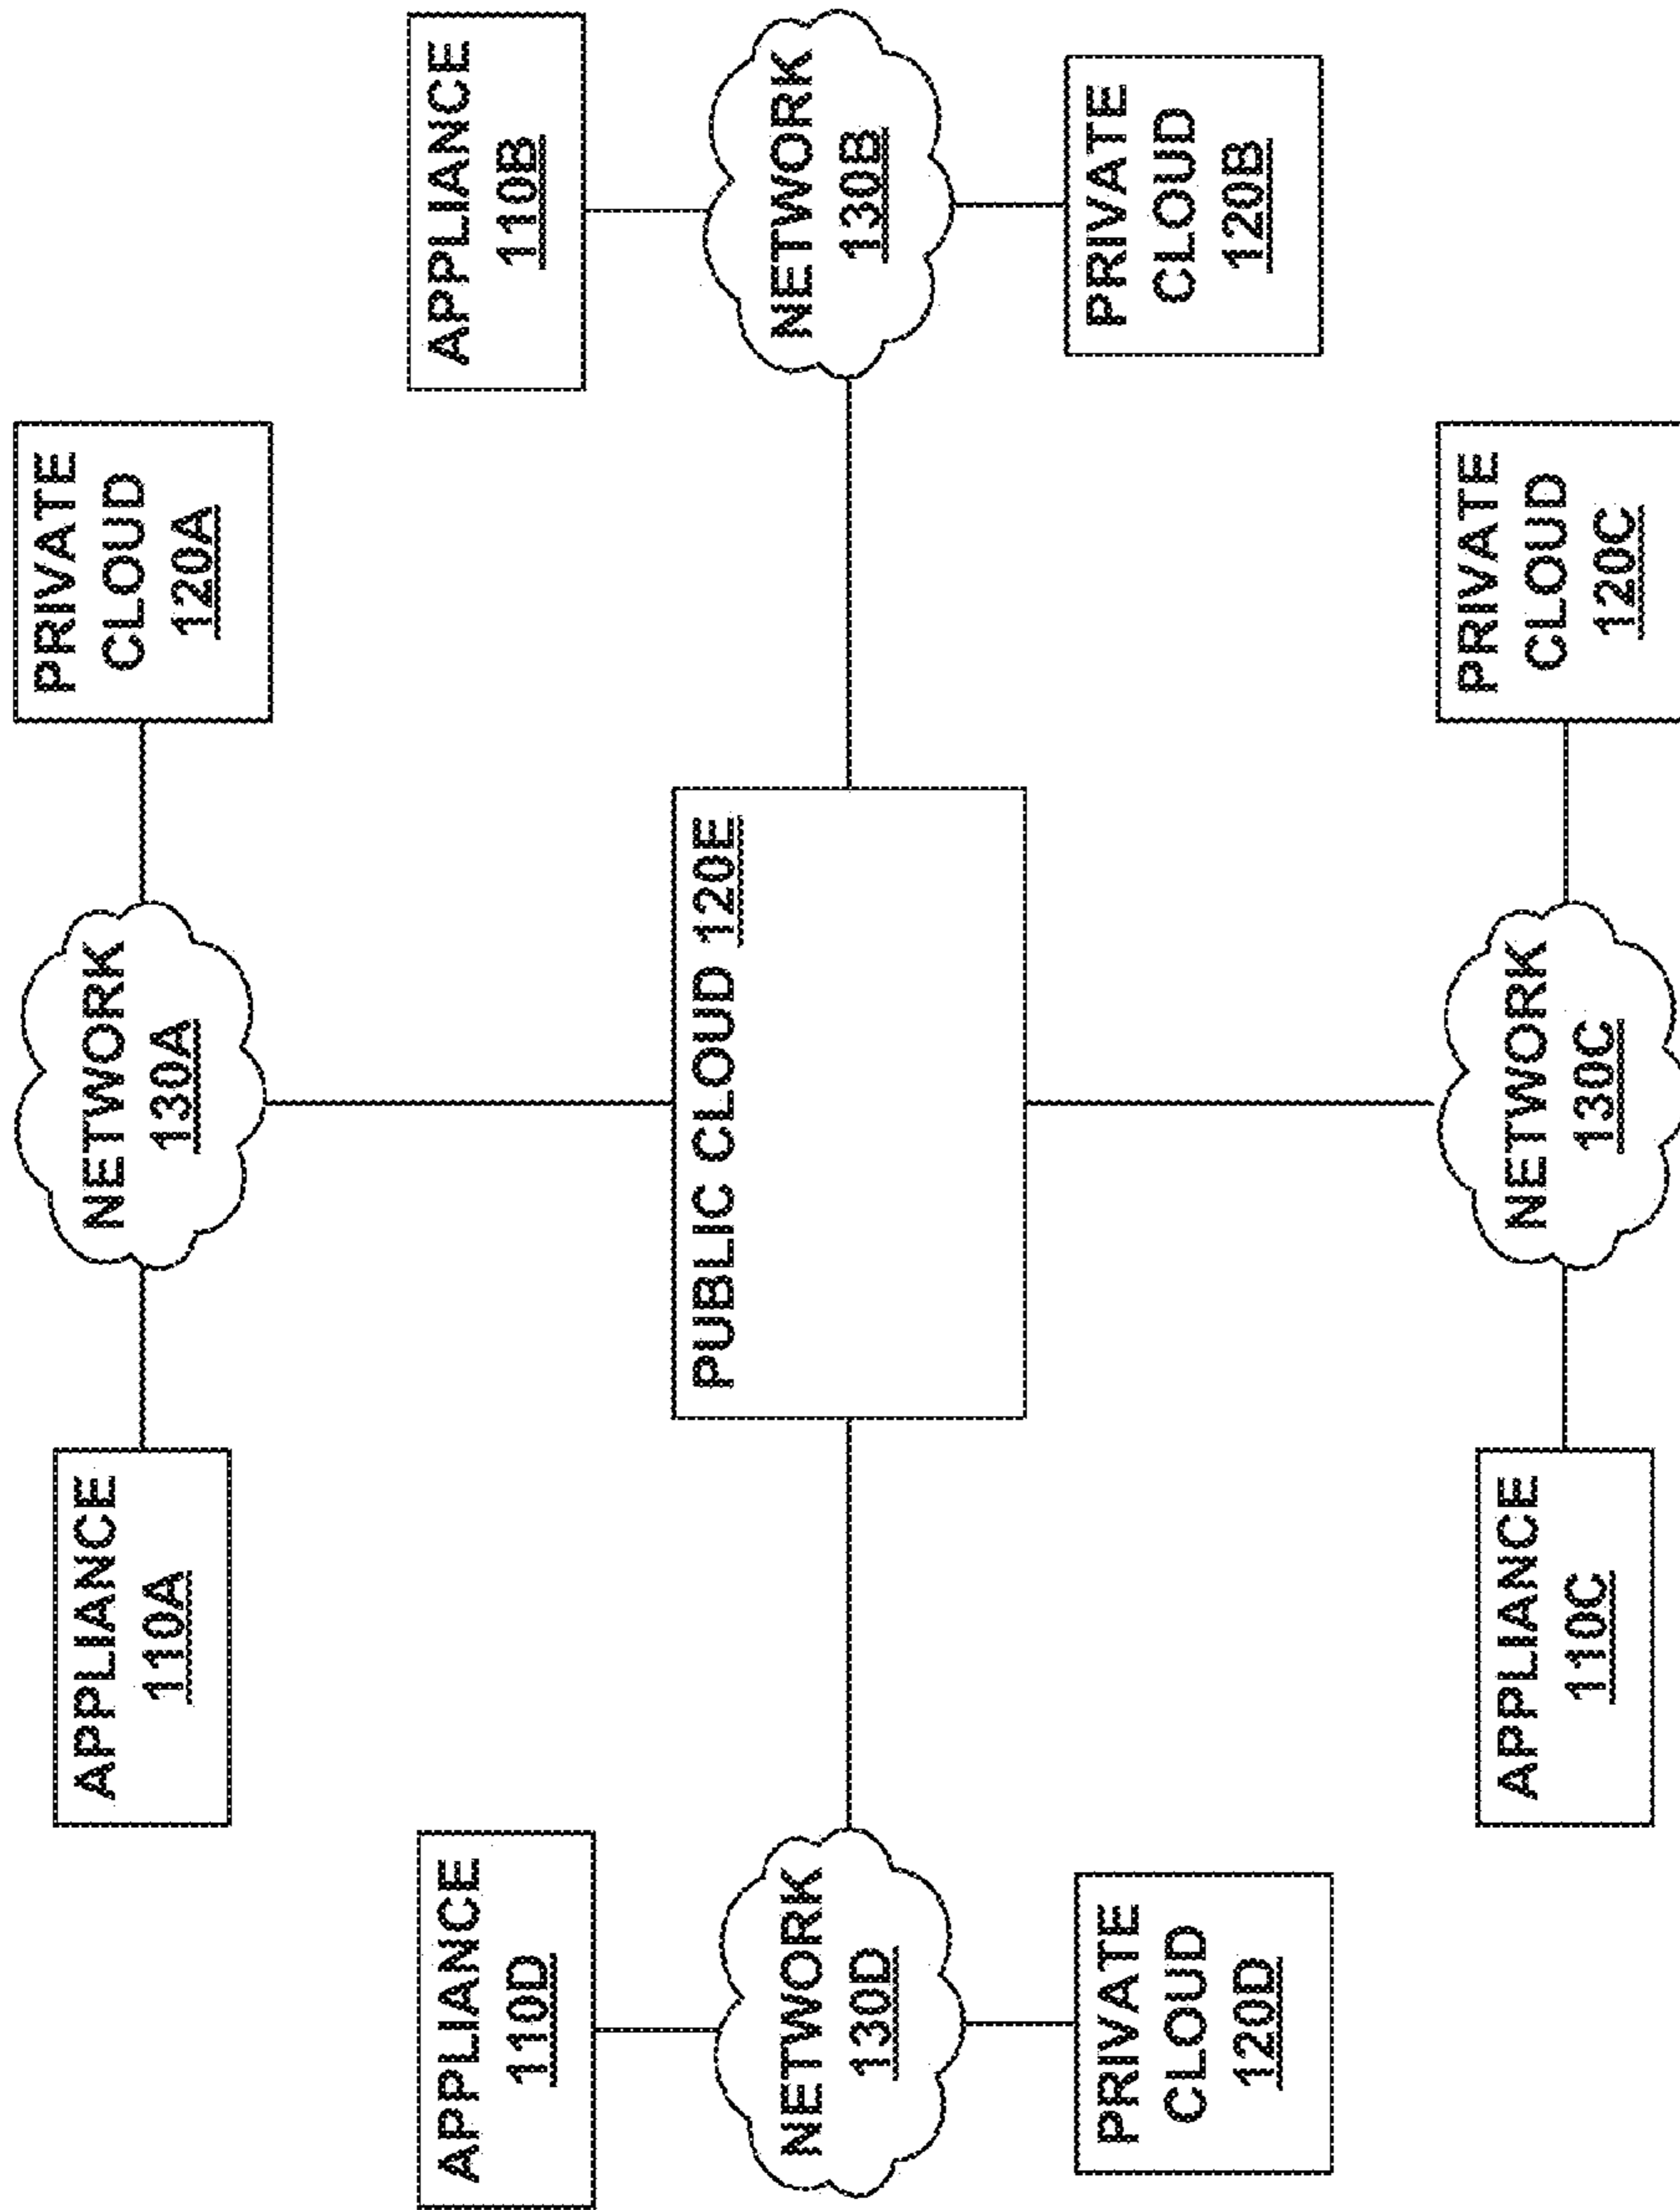 APPLIANCE
110A
NETWORK
130A
PRIVATE
CLOUD
120A
APPLIANCE
110D
NETWORK
130D
PRIVATE
CLOUD
120D
PUBLIC CLOUD 120E
APPLIANCE
110B
NETWORK
130B
PRIVATE
CLOUD
120B
APPLIANCE
110C
NETWORK
130C
PRIVATE
CLOUD
120C